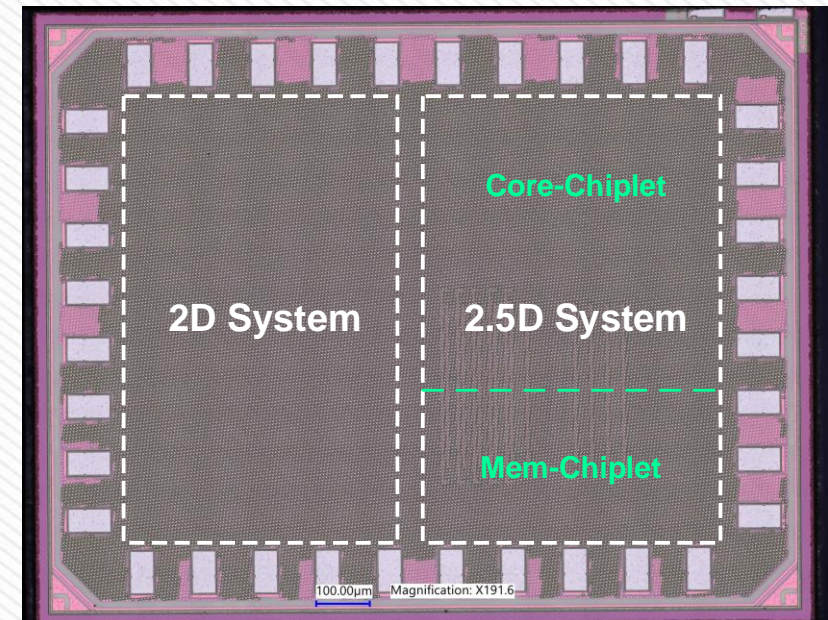 Core-Chiplet
2D System
2.5D System
Mem-Chiplet
100.00μm
Magnification: X191.6